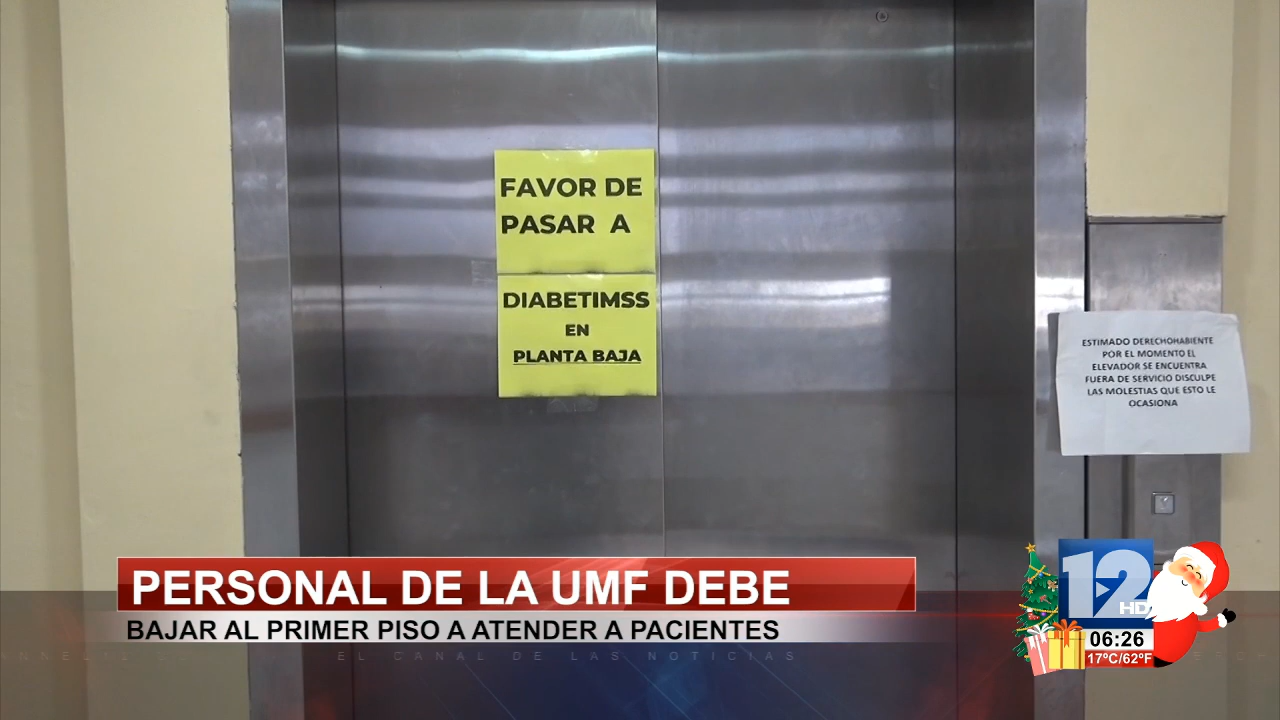 FAVOR DE
PASAR A
DIABETIMSS
EN
PLANTA BAJA
ESTIMADO DERECHOHABIENTE
POR EL MOMENTO EL
ELEVADOR SE ENCUENTRA
FUERA DE SERVICIO DISCULPE
LAS MOLESTIAS QUE ESTO LE
OCASIONA
PERSONAL DE LA UMF DEBE
BAJAR AL PRIMER PISO A ATENDER A PACIENTES
EL CANAL DE LAS NOTICIAS
12
HD
06:26
17ºC/62ºF